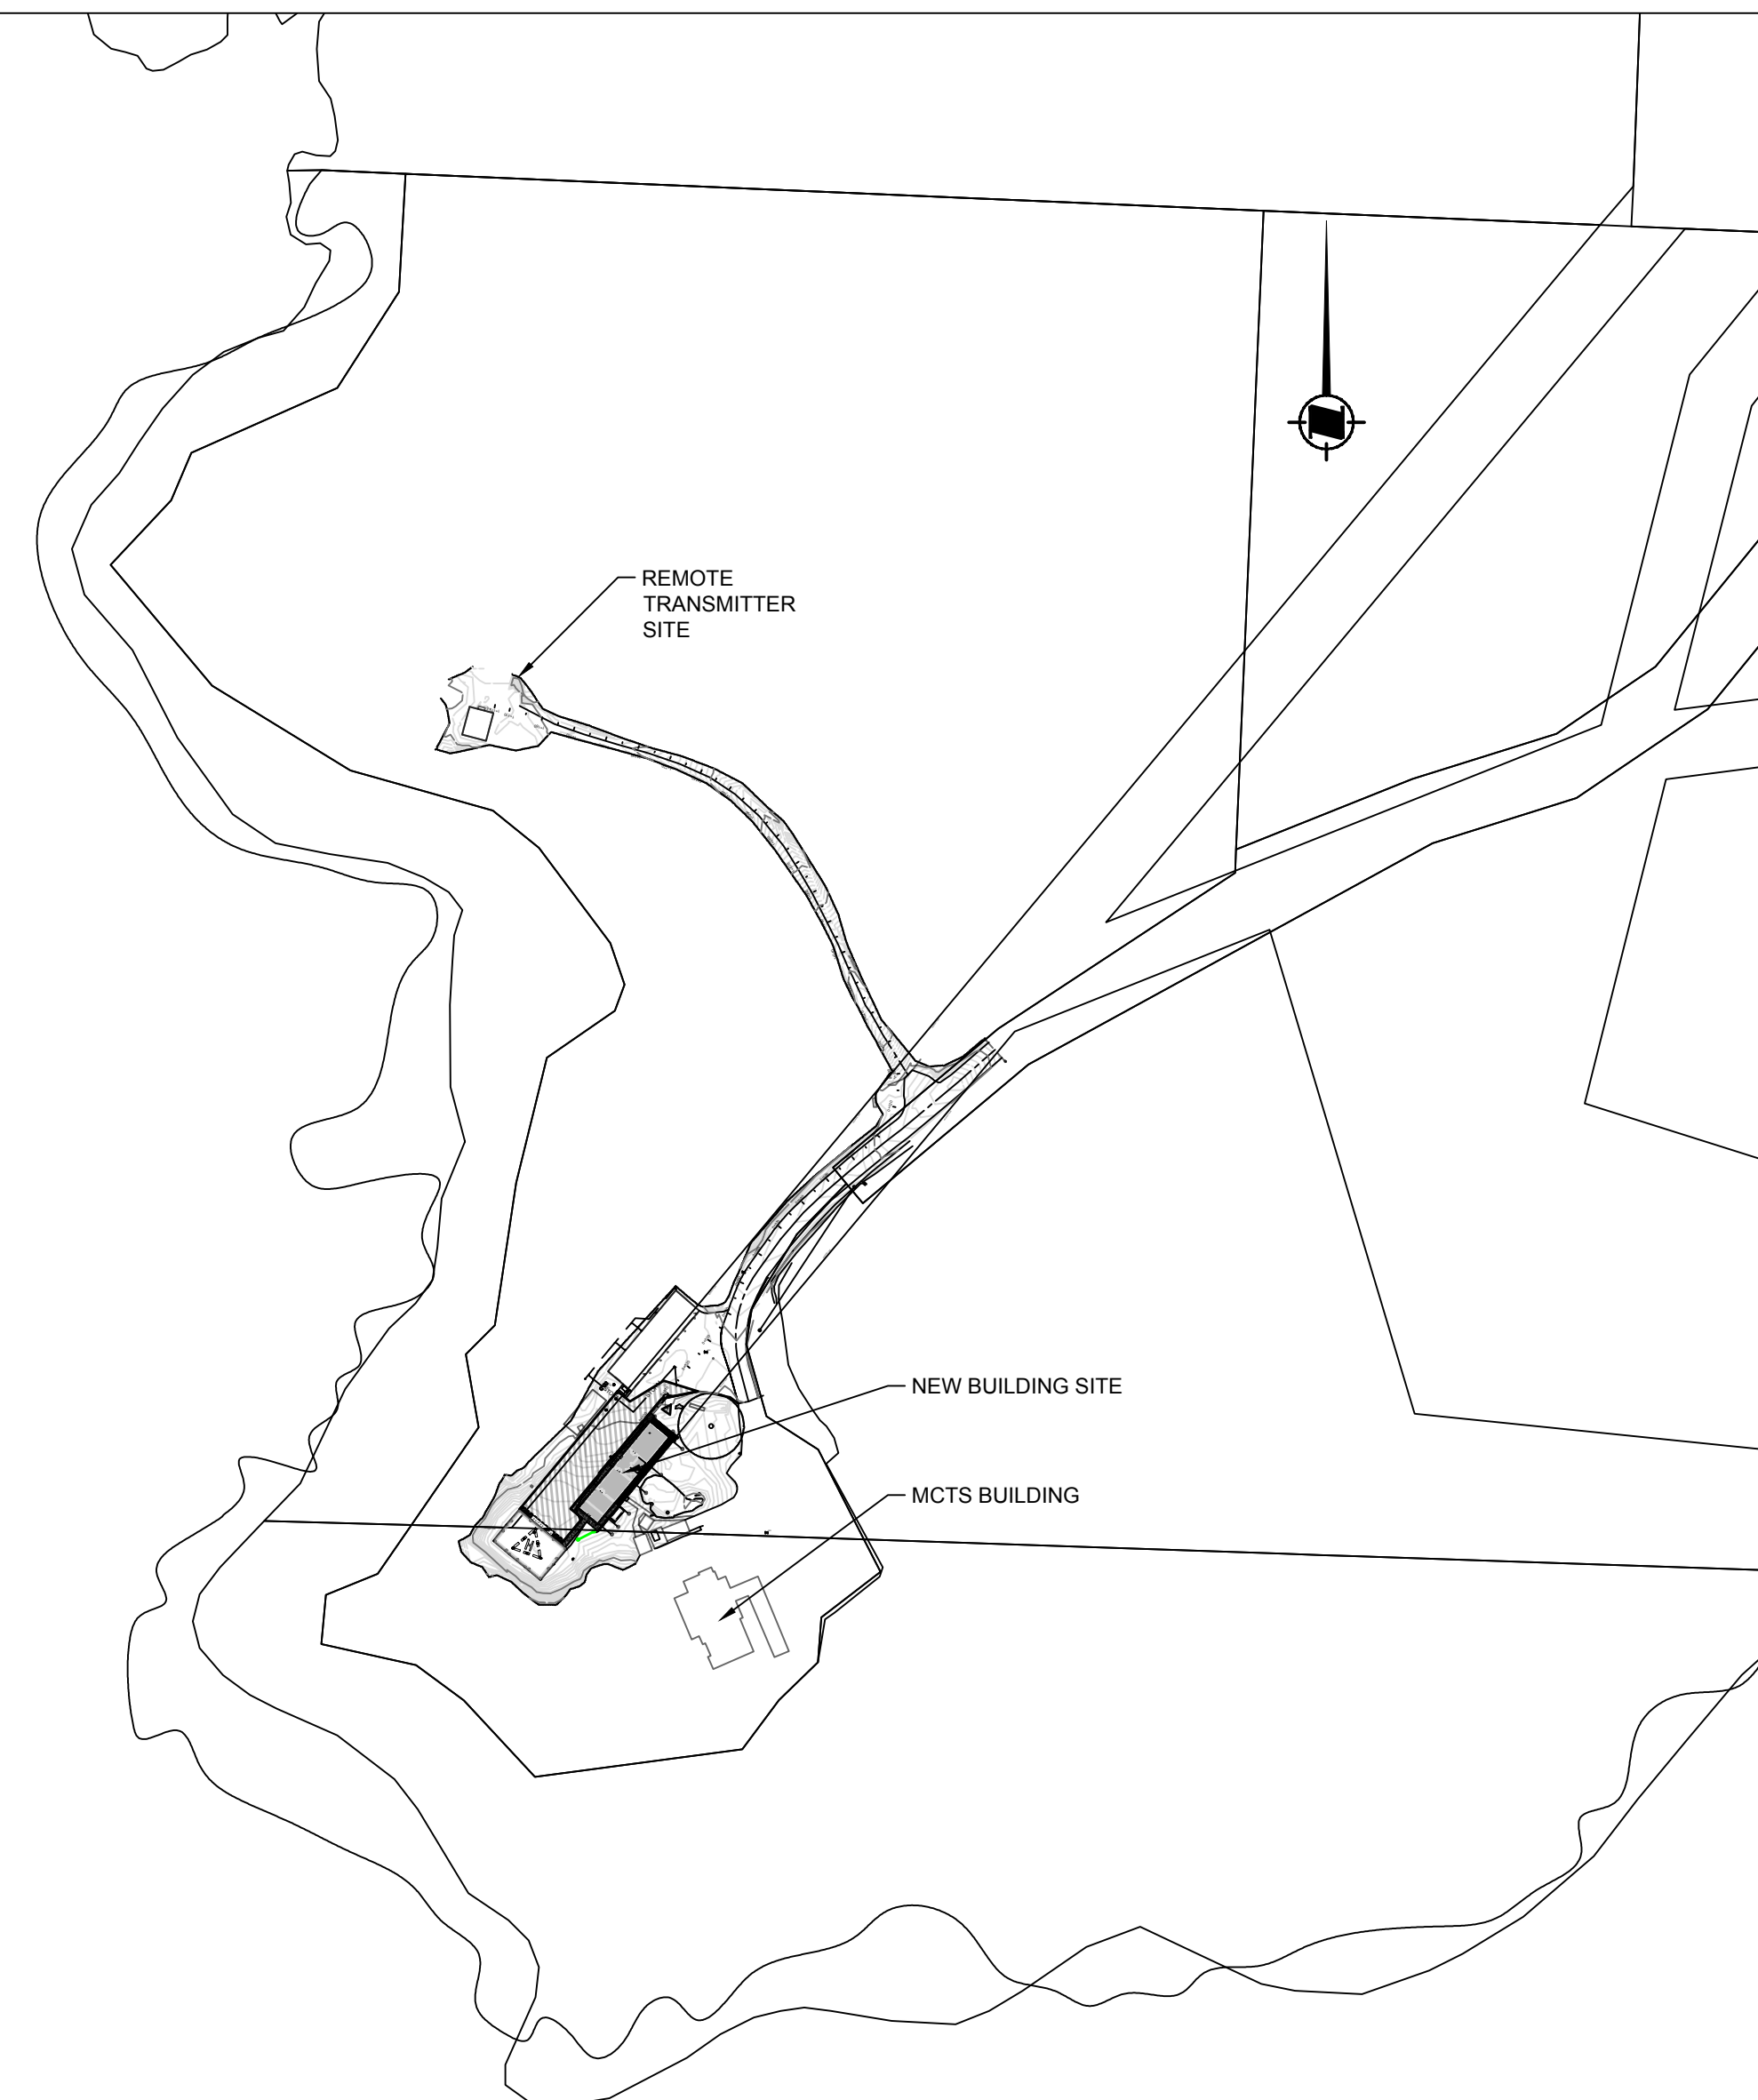 REMOTE
TRANSMITTER
SITE
NEW BUILDING SITE
MCTS BUILDING